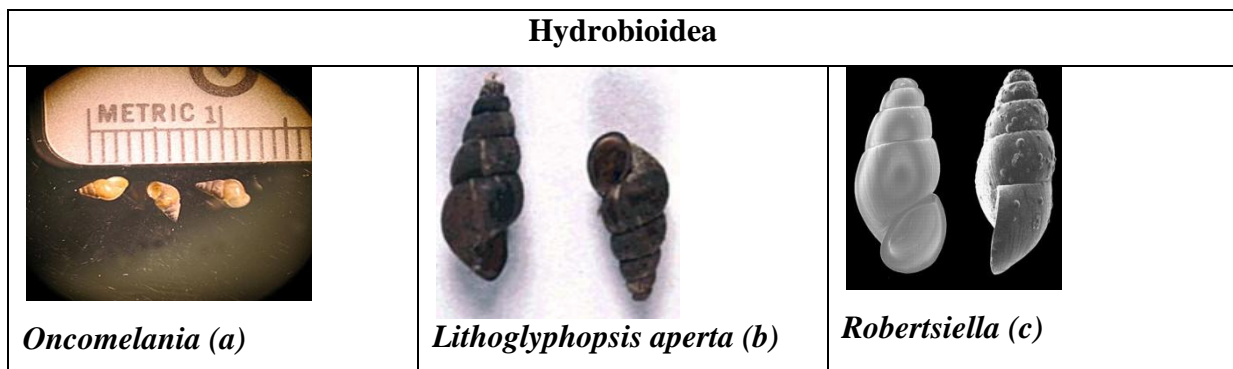 Hydrobioidea
METRIC 1
Oncomelania (a)
Lithoglyphopsis aperta (b)
Robertsiella (c)